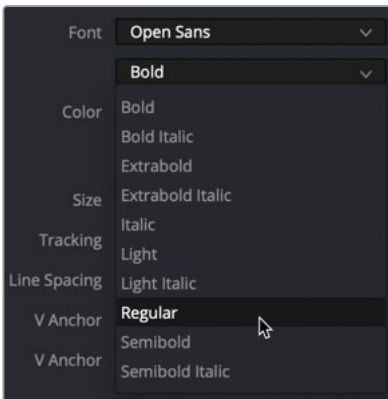 Font Open Sans
Bold
Color Bold
Bold Italic
Extrabold
Size Extrabold Italic
Italic
Tracking
Light
Line Spacing Light Italic
V Anchor Regular
Semibold
V Anchor
Semibold Italic